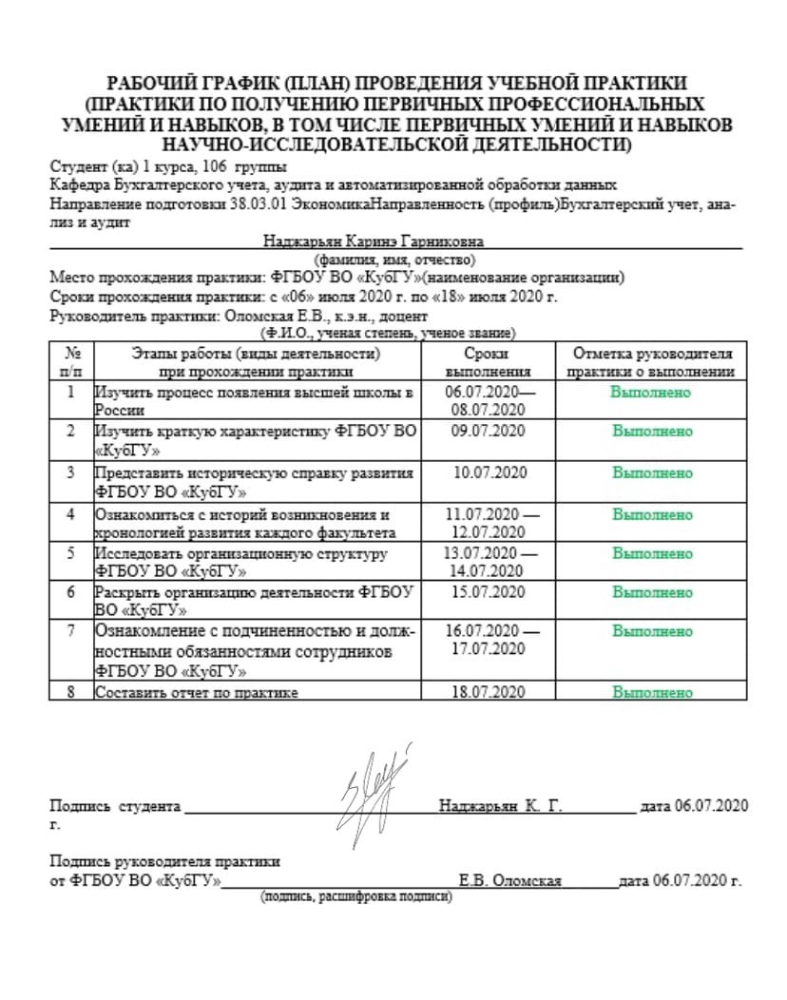 РАБОЧИЙ ГРАФИК (ПЛАН) ПРОВЕДЕНИЯ УЧЕБНОЙ ПРАКТИКИ
(ПРАКТИКИ ПО ПОЛУЧЕНИЮ ПЕРВИЧНЫХ ПРОФЕССИОНАЛЬНЫХ
УМЕНИЙ И НАВЫКОВ, В ТОМ ЧИСЛЕ ПЕРВИЧНЫХ УМЕНИЙ И НАВЫКОВ
НАУЧНО-ИССЛЕДОВАТЕЛЬСКОЙ ДЕЯТЕЛЬНОСТИ)
Студент (ка) 1 курса, 106 группы
Кафедра Бухгалтерского учета, аудита и автоматизированной обработки данных
Направление подготовки 38.03.01 ЭкономикаНаправленность (профиль)Бухгалтерский учет, ана-
лиз и аудит
Наджарьян Каринэ Гарниковна
(фамилия, имя, отчество)
Место прохождения практики: ФГБОУ ВО «КубГУ»(наименование организации)
Сроки прохождения практики: с «06» июля 2020 г. по «18» июля 2020 г.
Руководитель практики: Оломская Е.В., к.э.н., доцент
(Ф.И.О., ученая степень, ученое звание)
№ Этапы работы (виды деятельности) Сроки Отметка руководителя
п/п при прохождении практики выполнения практики о выполнении
1 Изучить процесс появления высшей школы в 06.07.2020— Выполнено
России 08.07.2020
2 Изучить краткую характеристику ФГБОУ ВО 09.07.2020 Выполнено
«КубГУ»
3 Представить историческую справку развития 10.07.2020 Выполнено
ФГБОУ ВО «КубГУ»
4 Ознакомиться с историй возникновения и 11.07.2020 — Выполнено
хронологией развития каждого факультета 12.07.2020
5 Исследовать организационную структуру 13.07.2020 — Выполнено
ФГБОУ ВО «КубГУ» 14.07.2020
6 Раскрыть организацию деятельности ФГБОУ 15.07.2020 Выполнено
ВО «КубГУ»
7 Ознакомление с подчиненностью и долж- 16.07.2020 — Выполнено
ностными обязанностями сотрудников 17.07.2020
ФГБОУ ВО «КубГУ»
8 Составить отчет по практике 18.07.2020 Выполнено
Подпись студента Наджарьян К. Г. дата 06.07.2020
г.
Подпись руководителя практики
от ФГБОУ ВО «КубГУ» Е.В. Оломская дата 06.07.2020 г.
(подпись, расшифровка подписи)